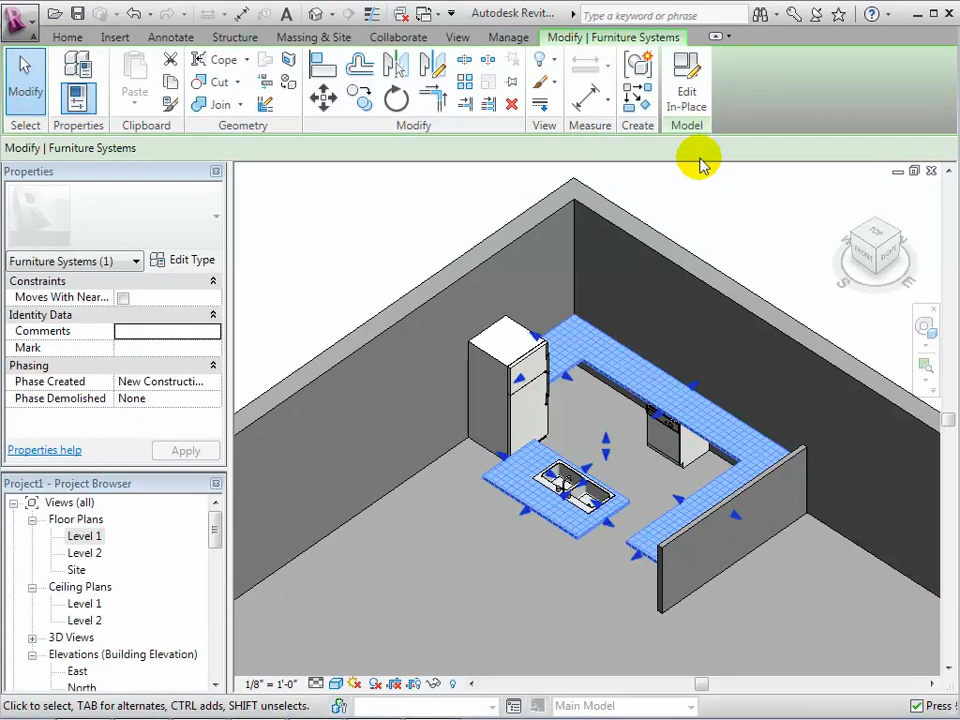 Autodesk Revit...
Type a keyword or phrase
Home
Insert
Annotate
Structure
Massing & Site
Collaborate
View
Manage
Modify | Furniture Systems
Modify
Paste
Cope
Cut
Join
Edit
In-Place
Select
Properties
Clipboard
Geometry
Modify
View
Measure
Create
Model
Modify | Furniture Systems
Properties
Furniture Systems (1)
Edit Type
Constraints
Moves With Near...
Identity Data
Comments
Mark
Phasing
Phase Created
New Constructi...
Phase Demolished
None
Properties help
Apply
Project1 - Project Browser
Views (all)
Floor Plans
Level 1
Level 2
Site
Ceiling Plans
Level 1
Level 2
3D Views
Elevations (Building Elevation)
East
North
TOP
FRONT
RIGHT
W
N
S
E
1/8" = 1'-0"
Click to select, TAB for alternates, CTRL adds, SHIFT unselects.
:0
Main Model
Press